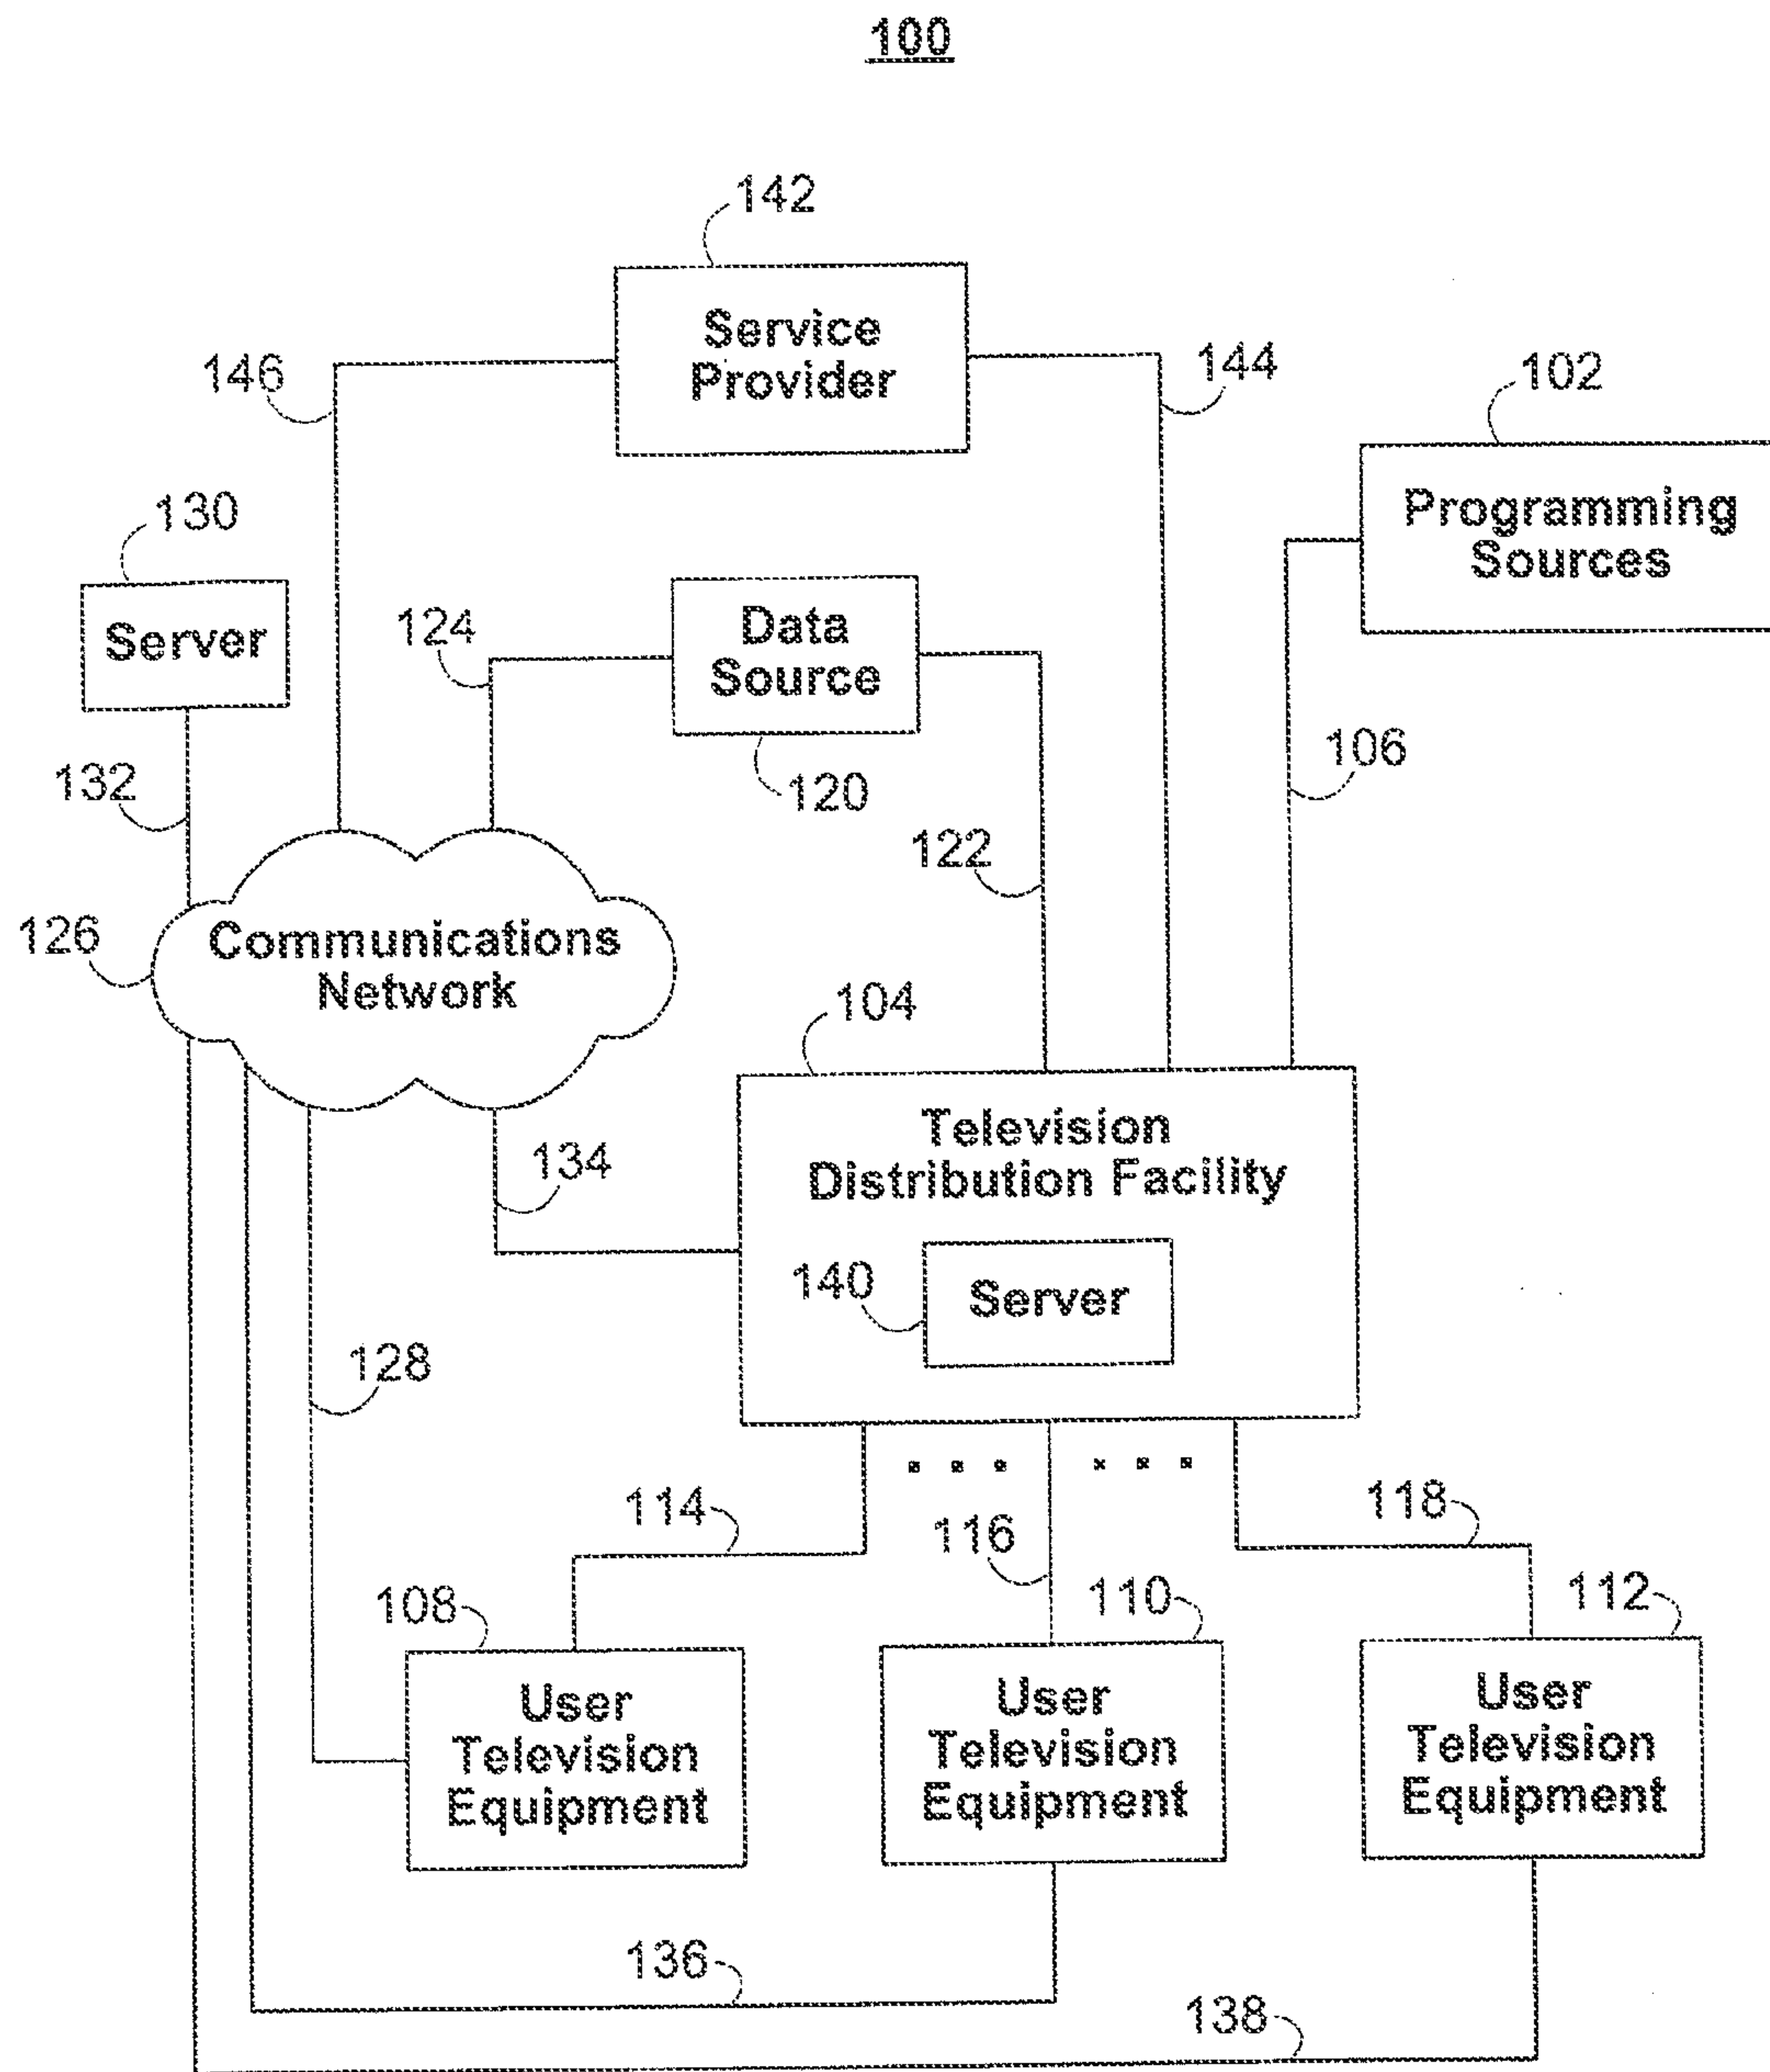 100
142
Service
Provider
146
144
102
Programming
Sources
130
Server
124
Data
Source
120
132
106
122
126
Communications
Network
104
Television
Distribution Facility
134
140
Server
128
114
116
118
108
User
Television
Equipment
110
User
Television
Equipment
112
User
Television
Equipment
136
138